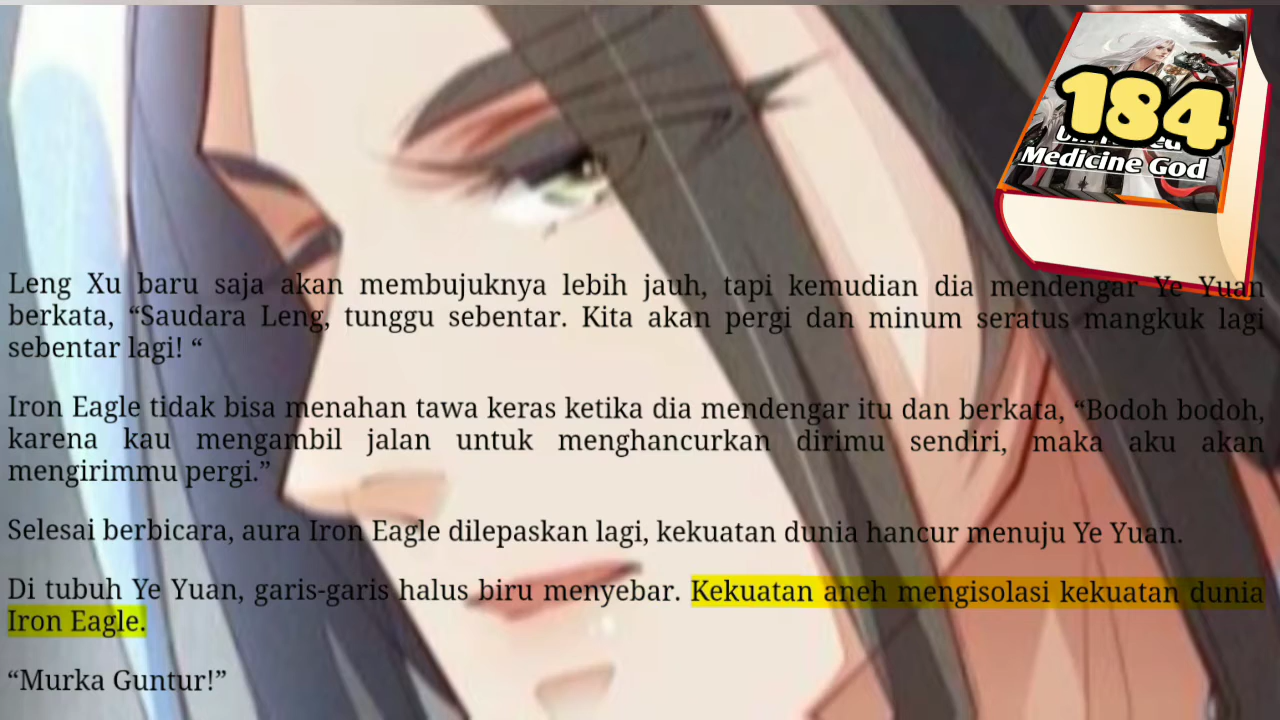 184
Medicine God
Leng Xu baru saja akan membujuknya lebih jauh, tapi kemudian dia mendengar Ye Yuan
berkata, “Saudara Leng, tunggu sebentar. Kita akan pergi dan minum seratus mangkuk lagi
sebentar lagi! “
Iron Eagle tidak bisa menahan tawa keras ketika dia mendengar itu dan berkata, “Bodoh bodoh,
karena kau mengambil jalan untuk menghancurkan dirimu sendiri, maka aku akan
mengirimmu pergi.”
Selesai berbicara, aura Iron Eagle dilepaskan lagi, kekuatan dunia hancur menuju Ye Yuan.
Di tubuh Ye Yuan, garis-garis halus biru menyebar. Kekuatan aneh mengisolasi kekuatan dunia
Iron Eagle.
“Murka Guntur!”